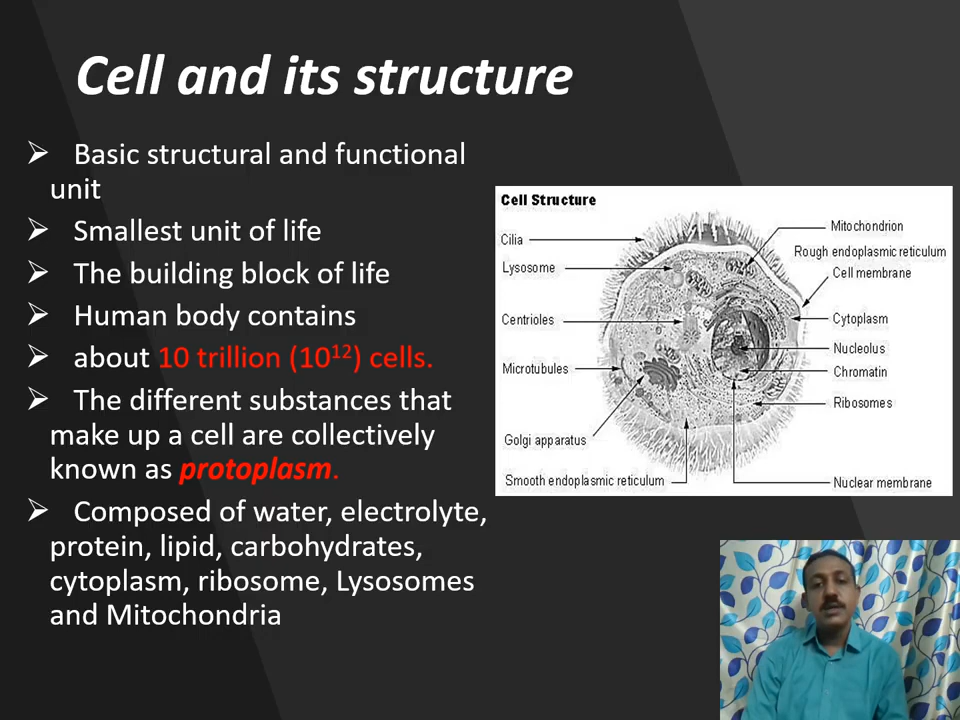 Cell and its structure
➢ Basic structural and functional
unit
➢ Smallest unit of life
➢ The building block of life
➢ Human body contains
➢ about 10 trillion (10¹²) cells.
➢ The different substances that
make up a cell are collectively
known as protoplasm.
➢ Composed of water, electrolyte,
protein, lipid, carbohydrates,
cytoplasm, ribosome, Lysosomes
and Mitochondria
Cell Structure
Cilia
Lysosome
Centrioles
Microtubules
Golgi apparatus
Smooth endoplasmic reticulum
Mitochondrion
Rough endoplasmic reticulum
Cell membrane
Cytoplasm
Nucleolus
Chromatin
Ribosomes
Nuclear membrane